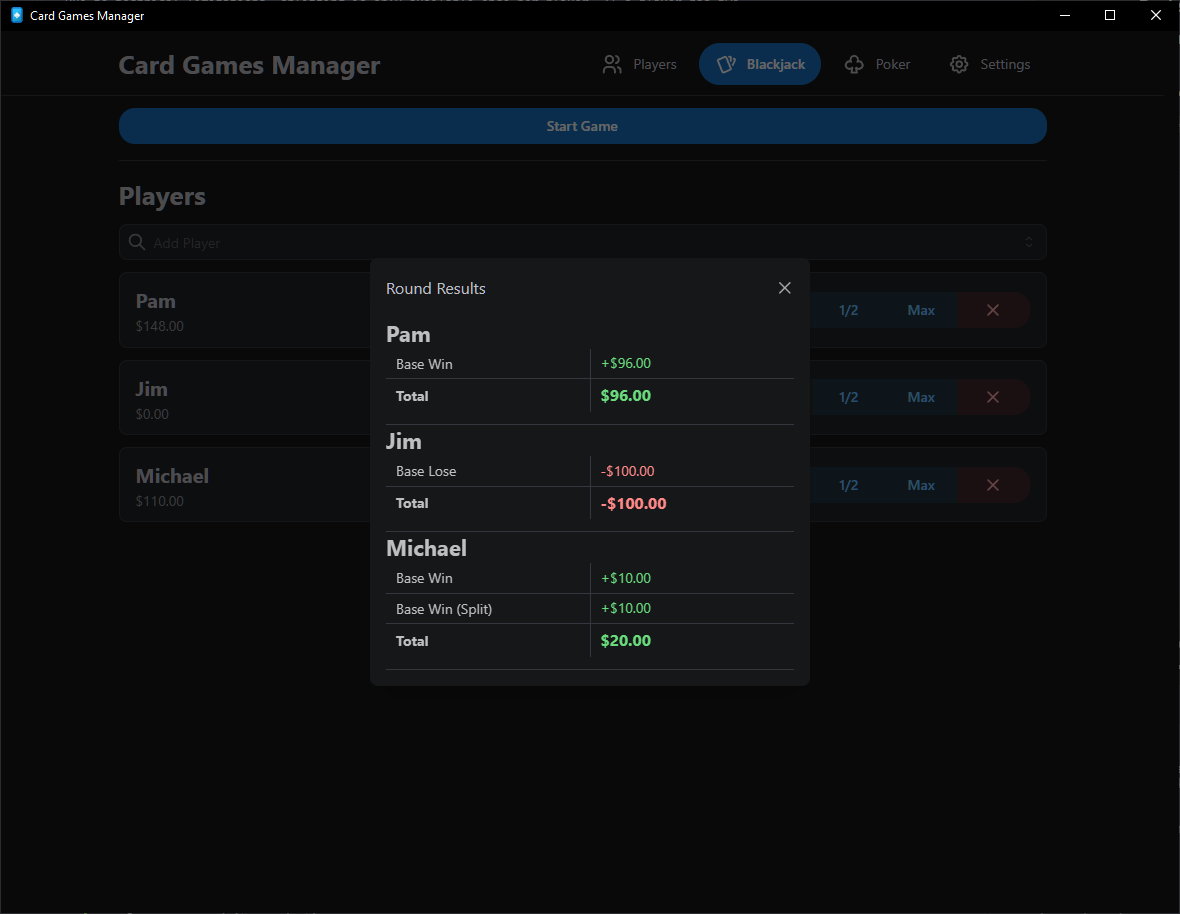 Card Games Manager
Card Games Manager
Players
Blackjack
Poker
Settings
Start Game
Players
Add Player
Pam
$148.00
1/2
Max
Jim
$0.00
1/2
Max
Michael
$110.00
1/2
Max
Round Results
Pam
Base Win +$96.00
Total $96.00
Jim
Base Lose -$100.00
Total -$100.00
Michael
Base Win +$10.00
Base Win (Split) +$10.00
Total $20.00